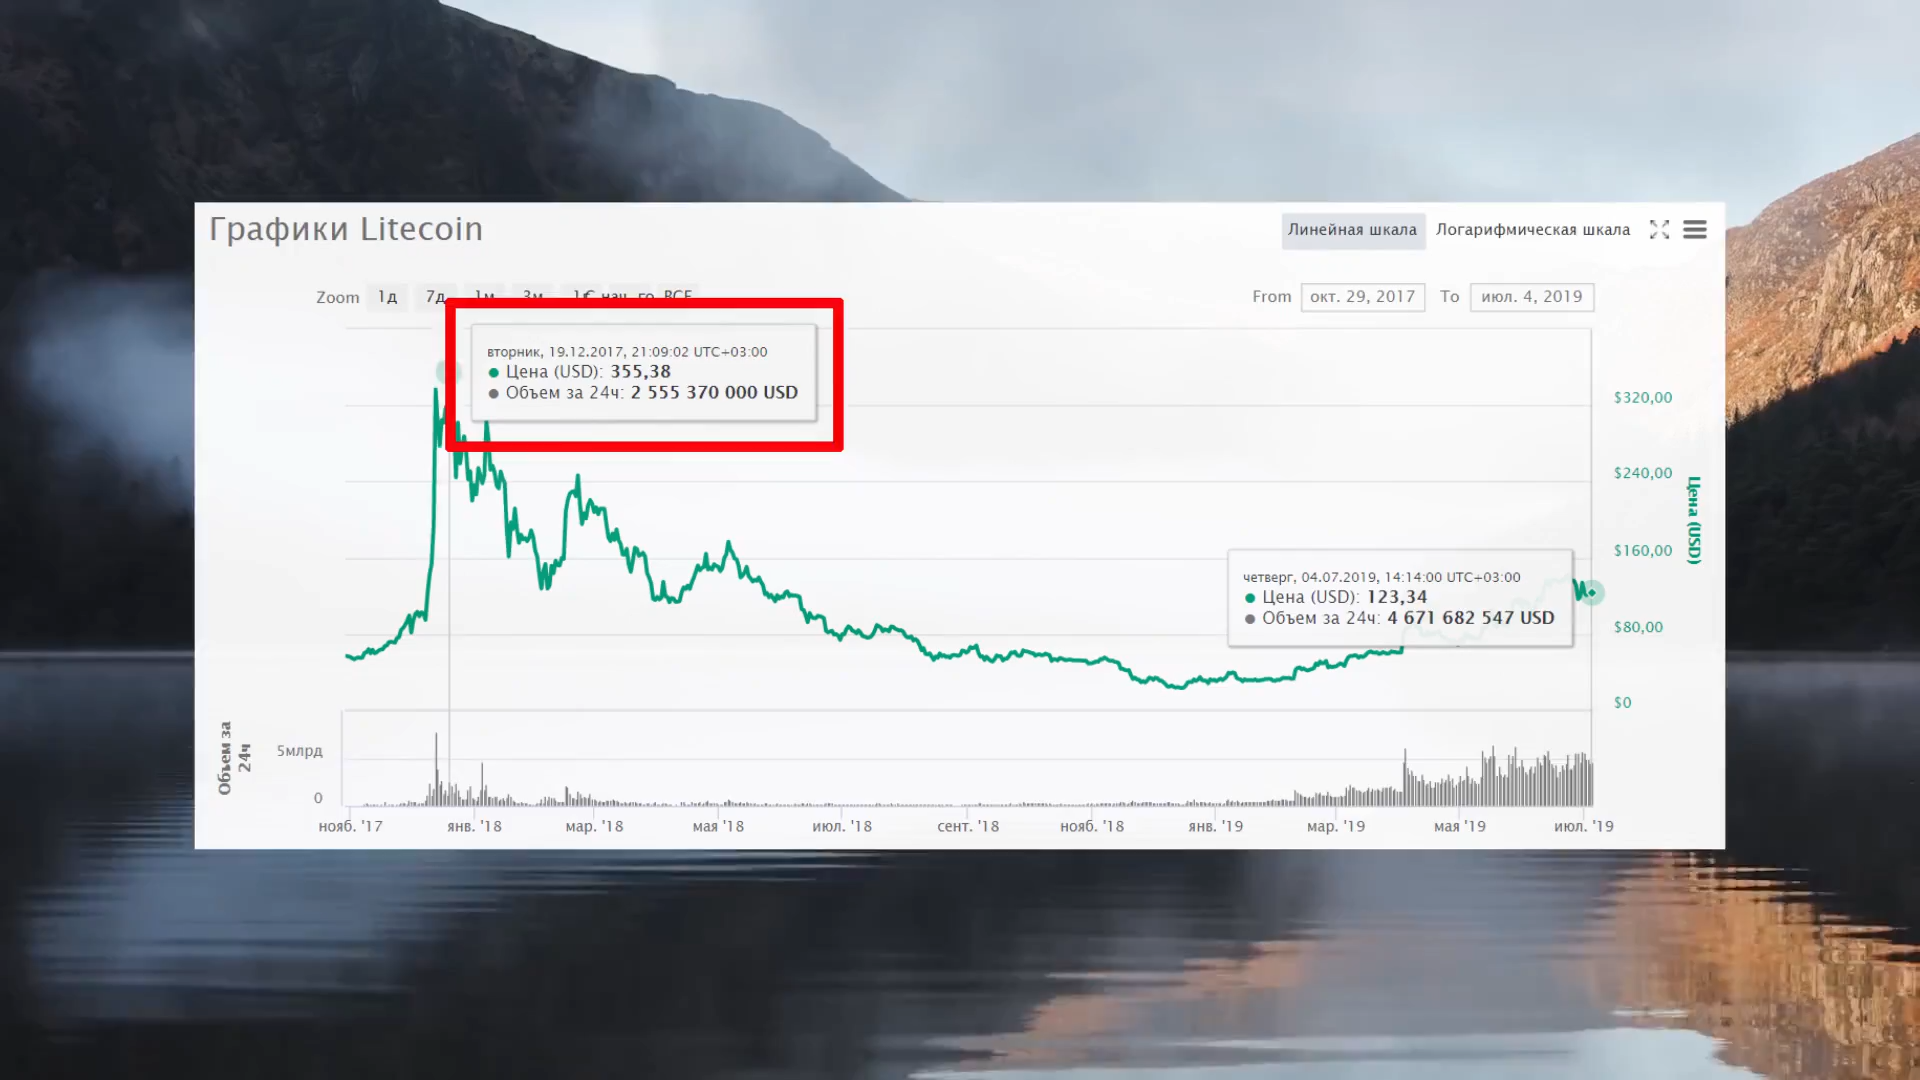 Графики Litecoin
Линейная шкала
Логарифмическая шкала
Zoom 1д 7д
From окт. 29, 2017 To июл. 4, 2019
вторник, 19.12.2017, 21:09:02 UTC+03:00
Цена (USD): 355,38
Объем за 24ч: 2 555 370 000 USD
$320,00
$240,00
$160,00
$80,00
$0
Цена (USD)
четверг, 04.07.2019, 14:14:00 UTC+03:00
Цена (USD): 123,34
Объем за 24ч: 4 671 682 547 USD
Объем за
24ч
5млрд
0
нояб. '17 янв. '18 мар. '18 мая '18 июл. '18 сент. '18 нояб. '18 янв. '19 мар. '19 мая '19 июл. '19